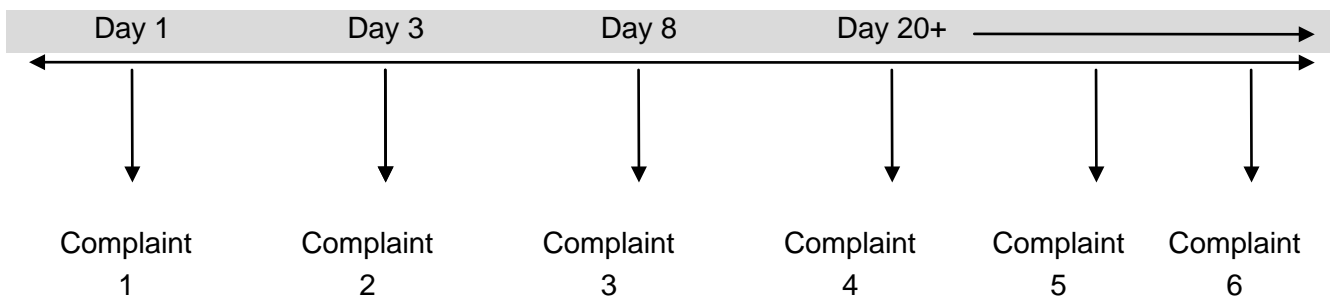 Day 1 Day 3 Day 8 Day 20+
Complaint Complaint Complaint Complaint Complaint Complaint
1 2 3 4 5 6